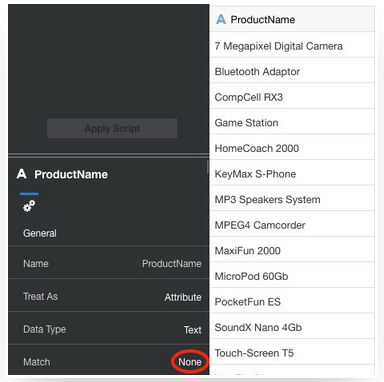 Apply Script
A ProductName
General
Name ProductName
Treat As Attribute
Data Type Text
Match None
A ProductName
7 Megapixel Digital Camera
Bluetooth Adaptor
CompCell RX3
Game Station
HomeCoach 2000
KeyMax S-Phone
MP3 Speakers System
MPEG4 Camcorder
MaxiFun 2000
MicroPod 60Gb
PocketFun ES
SoundX Nano 4Gb
Touch-Screen T5